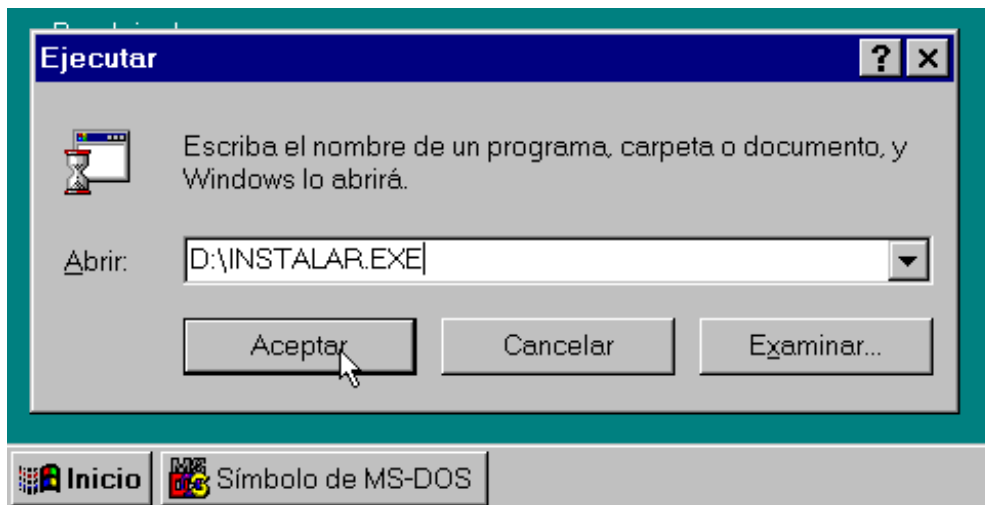 Ejecutar
Escriba el nombre de un programa, carpeta o documento, y
Windows lo abrirá.
Abrir:
D:\INSTALAR.EXE
Aceptar
Cancelar
Examinar...
Inicio
Símbolo de MS-DOS